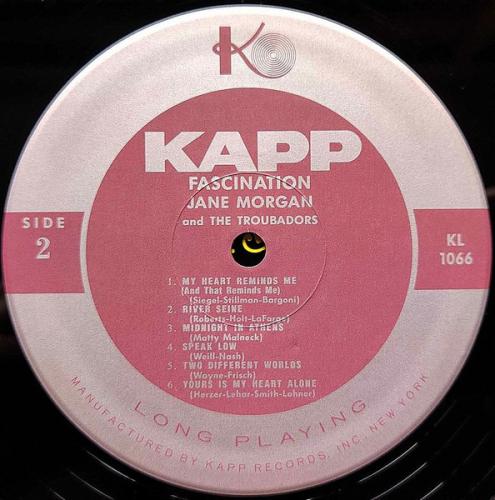 K
KAPP
FASCINATION
JANE MORGAN
and THE TROUBADORS
SIDE
2
KL
1066
1. MY HEART REMINDS ME
(And That Reminds Me)
(Siegel-Stillman-Bargoni)
2. RIVER SEINE
(Roberts-Holt-LaFarge)
3. MIDNIGHT IN ATHENS
(Matty Malneck)
4. SPEAK LOW
(Weill-Nash)
5. TWO DIFFERENT WORLDS
(Wayne-Frisch)
6. YOURS IS MY HEART ALONE
(Herzer-Lehar-Smith-Lohner)
LONG PLAYING
MANUFACTURED BY KAPP RECORDS, INC. NEW YORK